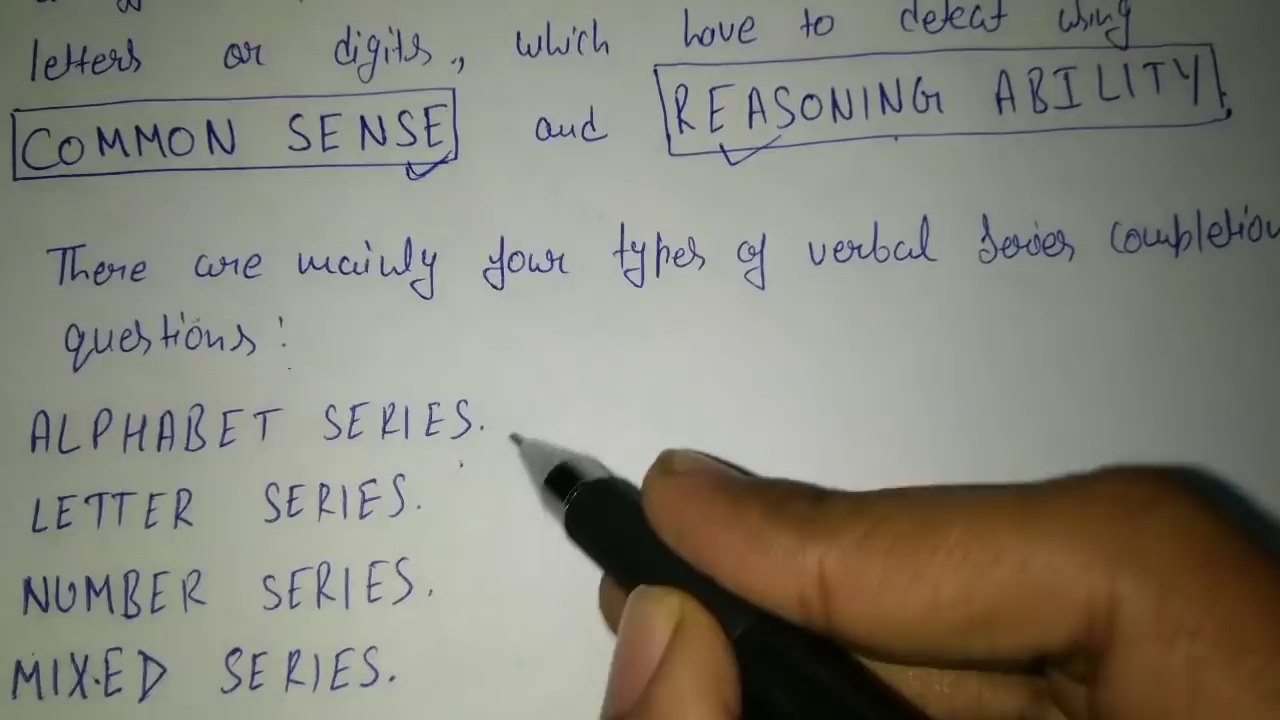 letters or digits, which have to detect using
COMMON SENSE and REASONING ABILITY.
There are mainly four types of verbal series completion
questions:
ALPHABET SERIES.
LETTER SERIES.
NUMBER SERIES.
MIXED SERIES.